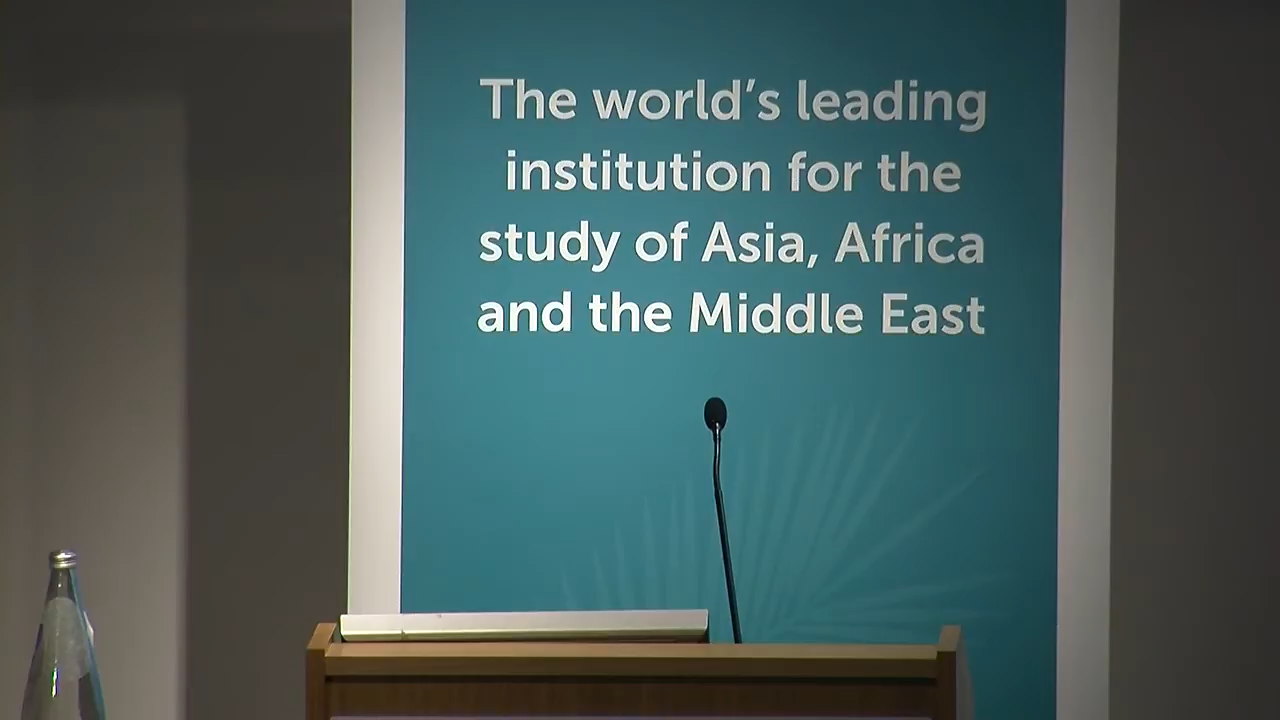 The world's leading
institution for the
study of Asia, Africa
and the Middle East